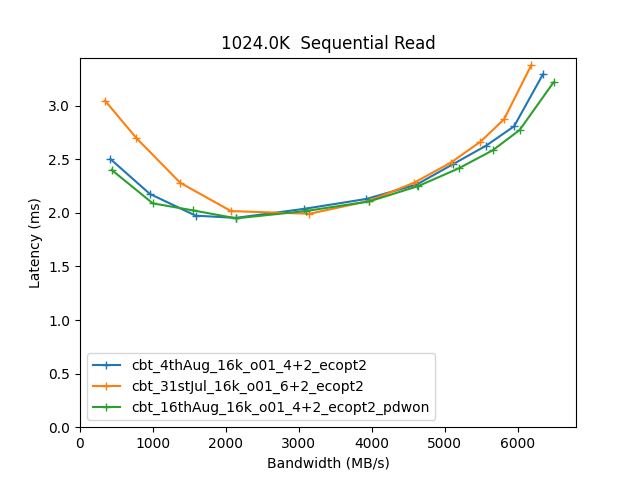 1024.0K  Sequential Read
Latency (ms)
3.0
2.5
2.0
1.5
1.0
0.5
0.0
cbt_4thAug_16k_o01_4+2_ecopt2
cbt_31stJul_16k_o01_6+2_ecopt2
cbt_16thAug_16k_o01_4+2_ecopt2_pdwon
0 1000 2000 3000 4000 5000 6000
Bandwidth (MB/s)